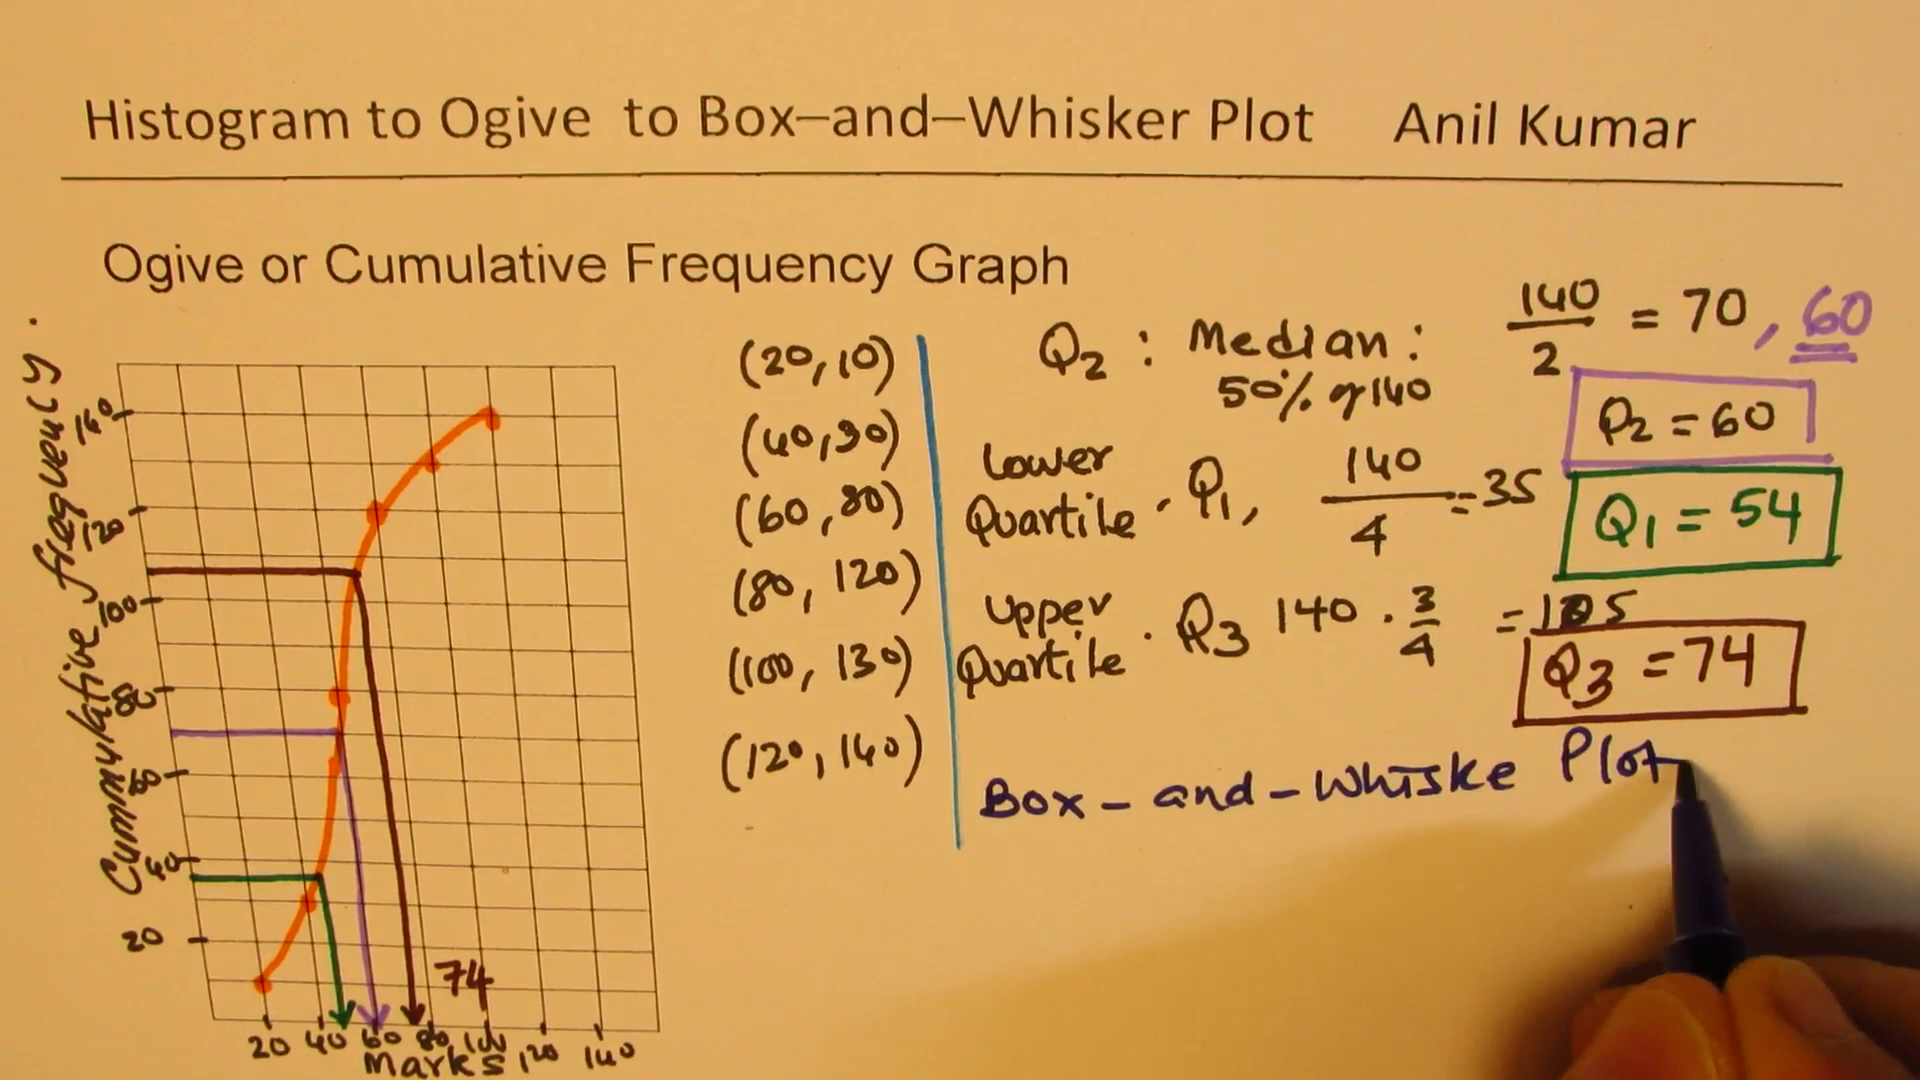 Histogram to Ogive to Box–and–Whisker Plot Anil Kumar
Ogive or Cumulative Frequency Graph
Cummulative frequency.
140
120
100
80
60
40
20
20 40 60 80 100 120 140
Marks
74
(20, 10)
(40, 30)
(60, 80)
(80, 120)
(100, 130)
(120, 140)
Q2 : Median : 140/2 = 70, 60
50% of 140
Q2 = 60
Lower
Quartile . Q1, 140/4 = 35
Q1 = 54
Upper
Quartile . Q3 140 . 3/4 = 105
Q3 = 74
Box - and - Whiske Plot